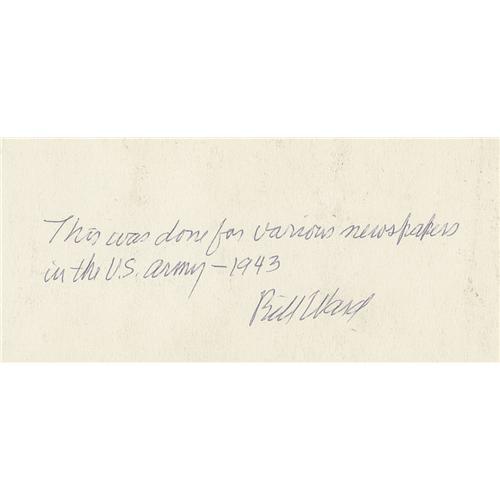 This was done for various newspapers
in the U.S. army – 1943
Bill Ward